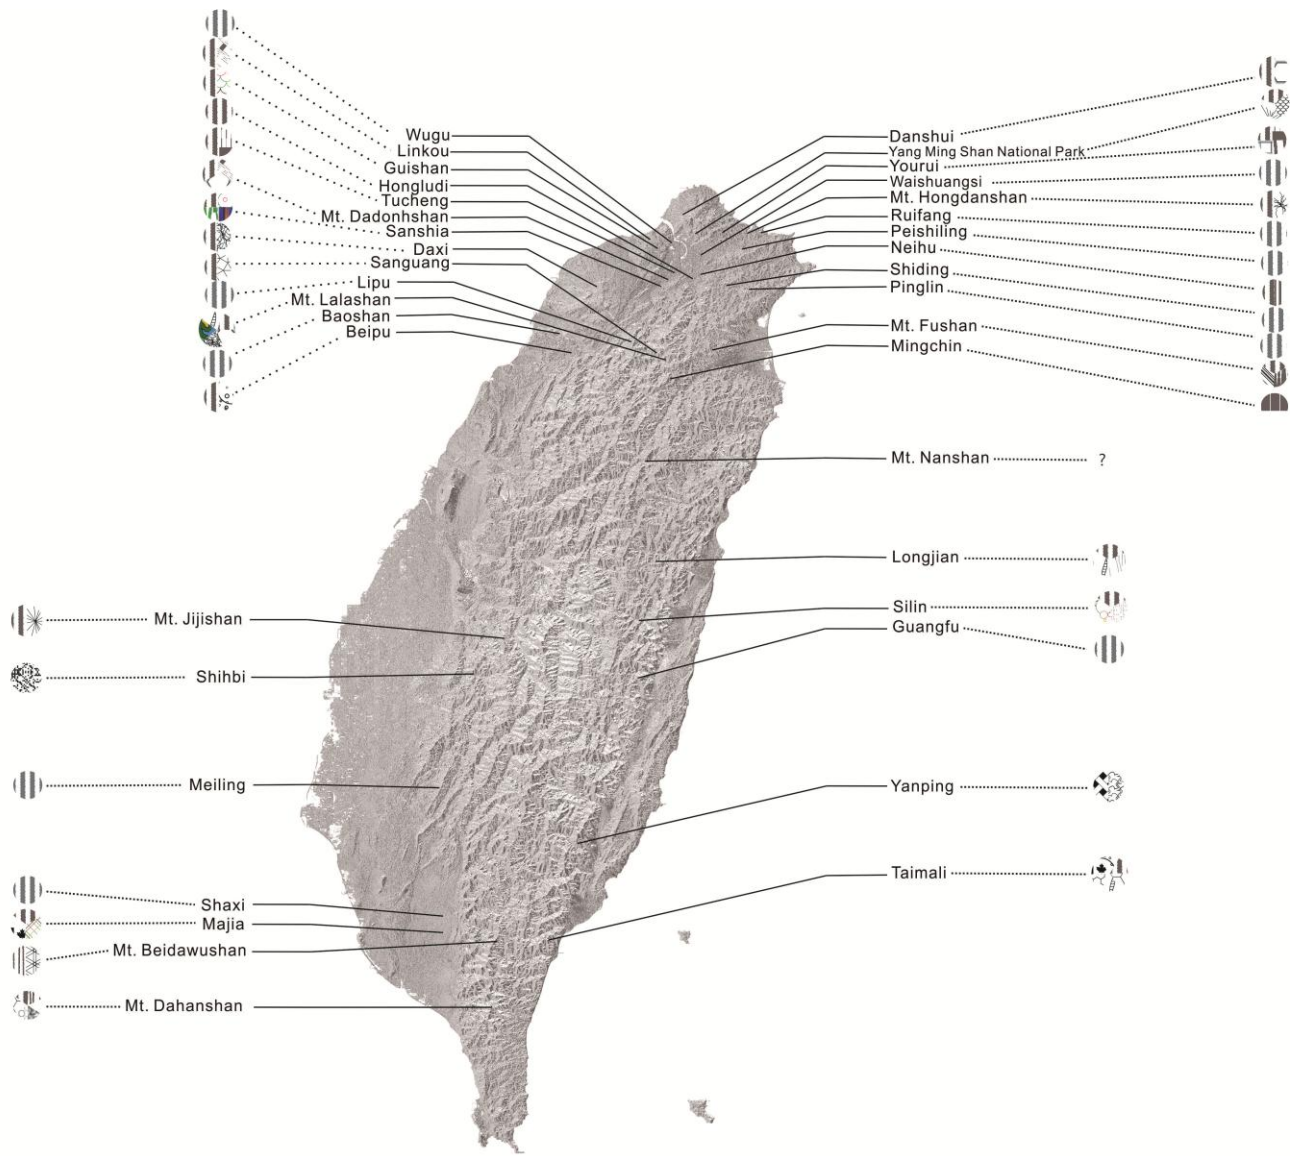 Wugu
Linkou
Guishan
Hongludi
Tucheng
Mt. Dadonhshan
Sanshia
Daxi
Sanguang
Lipu
Mt. Lalashan
Baoshan
Beipu
Danshui
Yang Ming Shan National Park
Yourui
Waishuangsi
Mt. Hongdanshan
Ruifang
Peishiling
Neihu
Shiding
Pinglin
Mt. Fushan
Mingchin
Mt. Nanshan ?
Longjian
Silin
Guangfu
Mt. Jijishan
Shihbi
Meiling
Yanping
Taimali
Shaxi
Majia
Mt. Beidawushan
Mt. Dahanshan